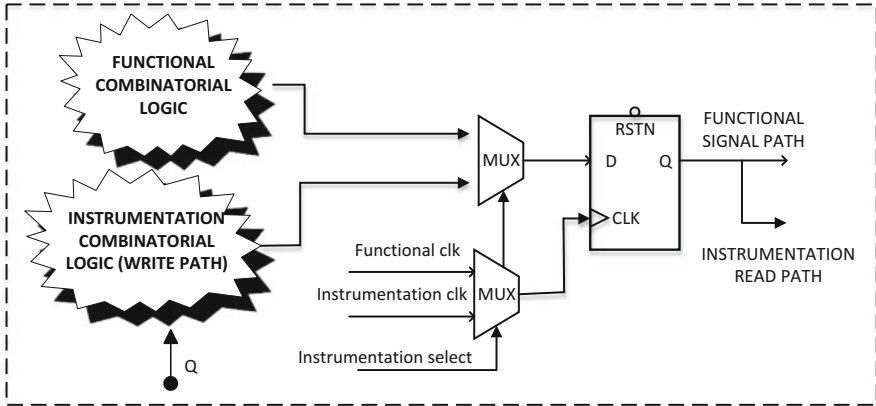 FUNCTIONAL
COMBINATORIAL
LOGIC
INSTRUMENTATION
COMBINATORIAL
LOGIC (WRITE PATH)
Q
MUX
Functional clk
Instrumentation clk
MUX
Instrumentation select
RSTN
D Q
CLK
FUNCTIONAL
SIGNAL PATH
INSTRUMENTATION
READ PATH